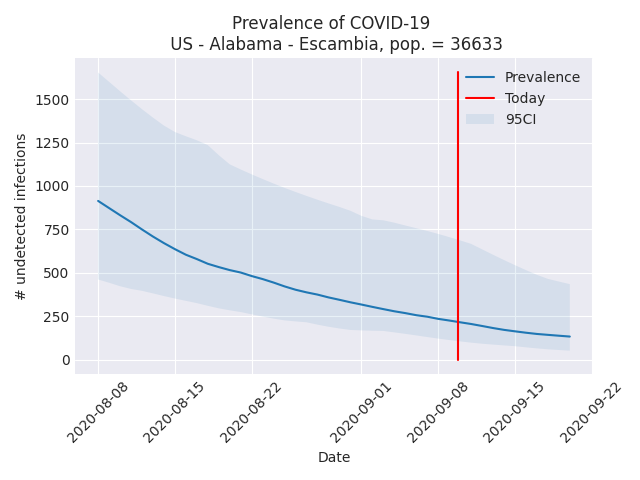 Prevalence of COVID-19
US - Alabama - Escambia, pop. = 36633
# undetected infections
1500
1250
1000
750
500
250
0
Prevalence
Today
95CI
2020-08-08
2020-08-15
2020-08-22
2020-09-01
2020-09-08
2020-09-15
2020-09-22
Date